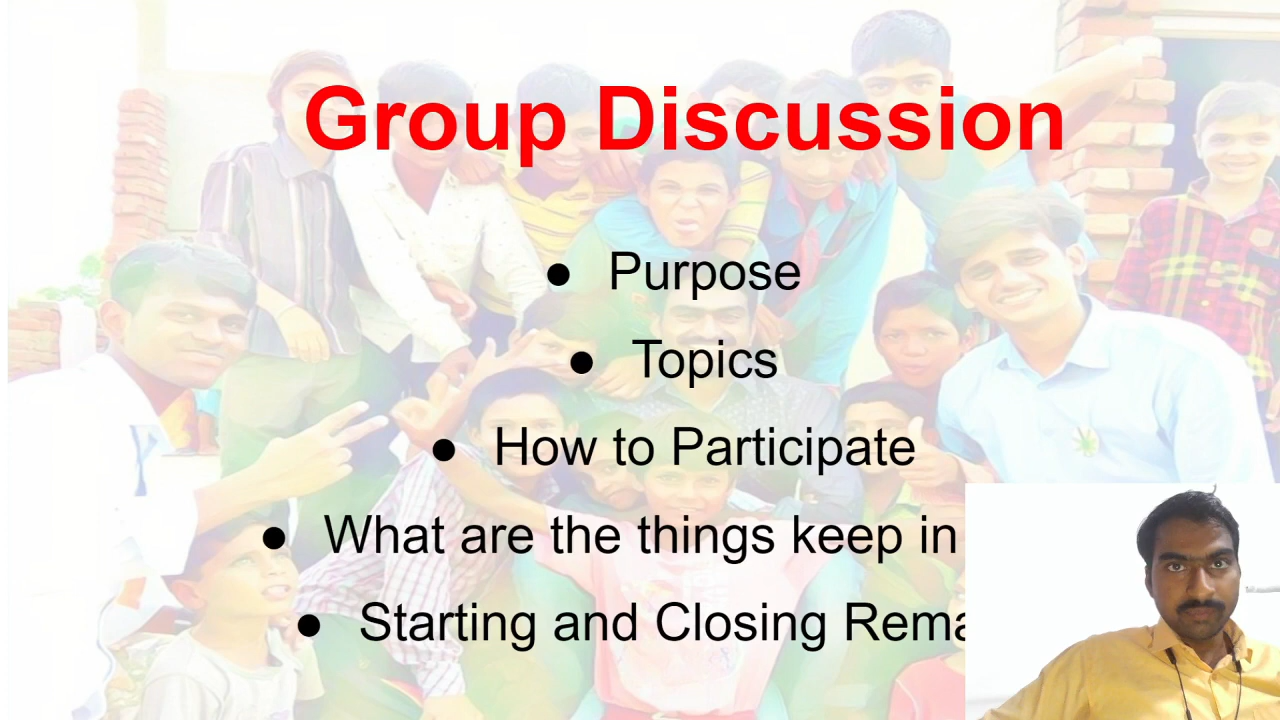 Group Discussion
● Purpose
● Topics
● How to Participate
● What are the things keep in
● Starting and Closing